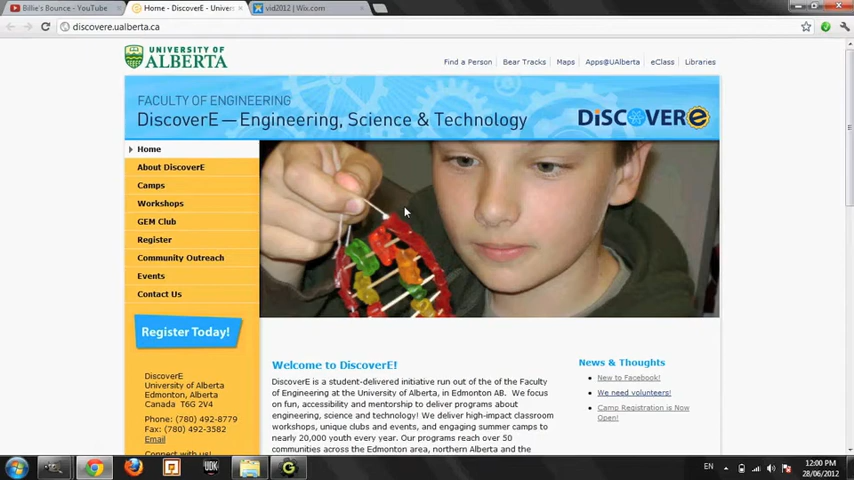 Billie's Bounce - YouTube
Home - DiscoverE - Univers
vid2012 | Wix.com
discovere.ualberta.ca
UNIVERSITY OF
ALBERTA
Find a Person
Bear Tracks
Maps
Apps@UAlberta
eClass
Libraries
FACULTY OF ENGINEERING
DiscoverE—Engineering, Science & Technology
DiSCOVERe
Home
About DiscoverE
Camps
Workshops
GEM Club
Register
Community Outreach
Events
Contact Us
Register Today!
DiscoverE
University of Alberta
Edmonton, Alberta
Canada T6G 2V4
Phone: (780) 492-8779
Fax: (780) 492-3582
Email
Connect with us!
Welcome to DiscoverE!
DiscoverE is a student-delivered initiative run out of the of the Faculty
of Engineering at the University of Alberta, in Edmonton AB. We focus
on fun, accessibility and mentorship to deliver programs about
engineering, science and technology! We deliver high-impact classroom
workshops, unique clubs and events, and engaging summer camps to
nearly 20,000 youth every year. Our programs reach over 50
communities across the Edmonton area, northern Alberta and the
News & Thoughts
New to Facebook!
We need volunteers!
Camp Registration is Now
Open!
UDK
EN
12:00 PM
28/06/2012